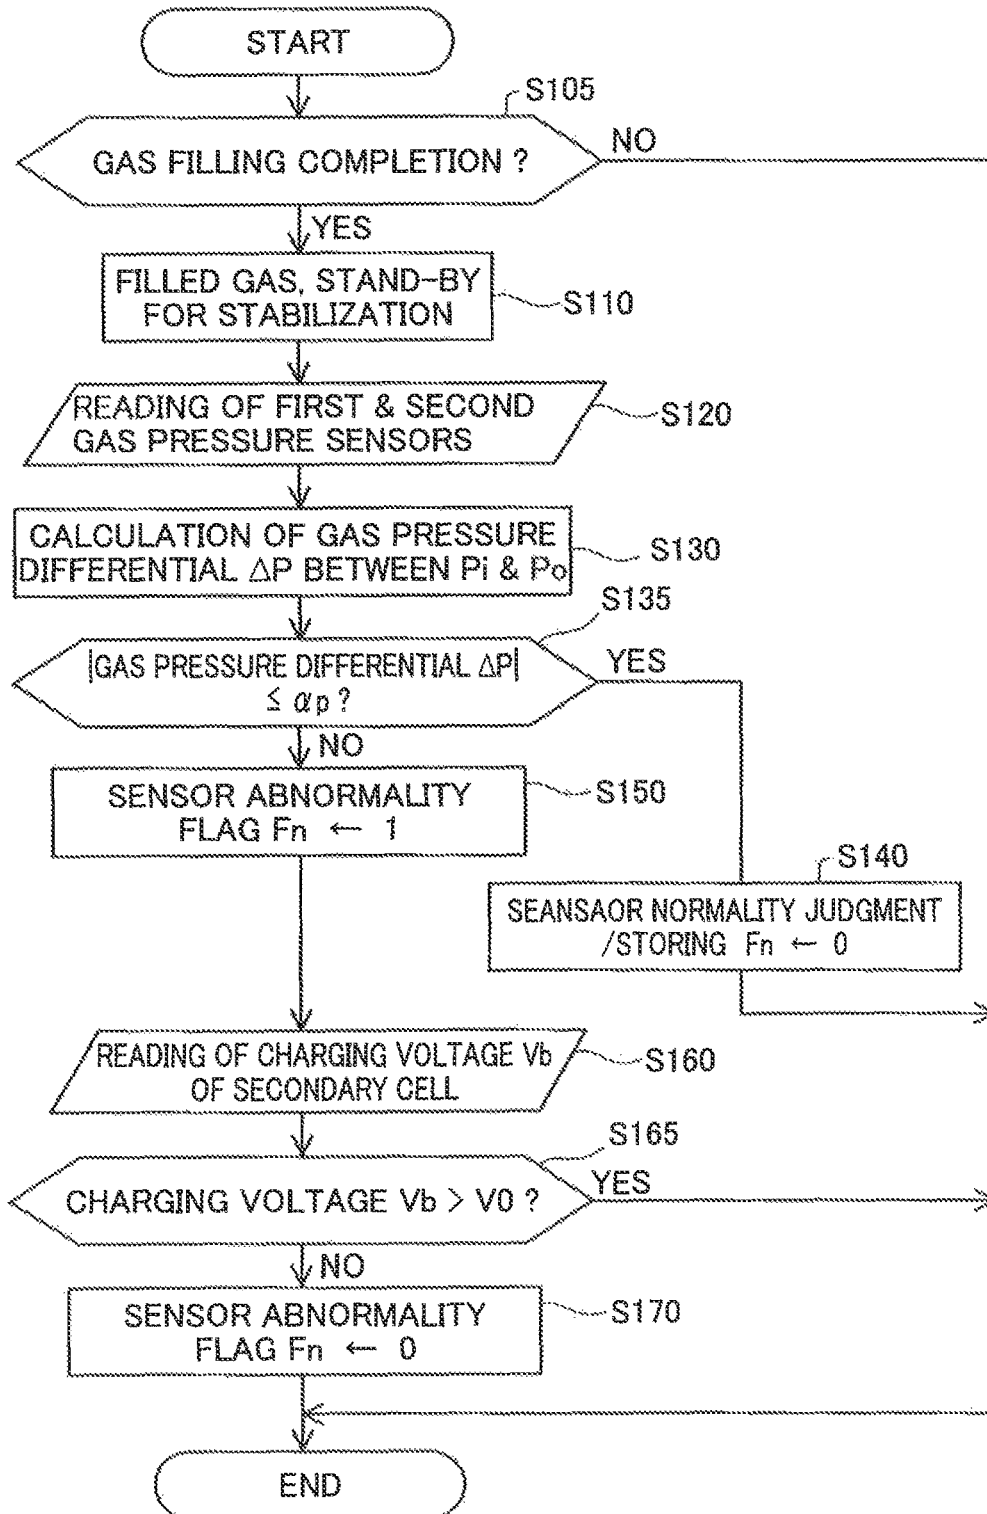 START
S105
GAS FILLING COMPLETION ?
NO
YES
FILLED GAS, STAND-BY
FOR STABILIZATION
S110
READING OF FIRST & SECOND
GAS PRESSURE SENSORS
S120
CALCULATION OF GAS PRESSURE
DIFFERENTIAL ΔP BETWEEN Pi & Po
S130
S135
|GAS PRESSURE DIFFERENTIAL ΔP|
≤ αp ?
YES
NO
SENSOR ABNORMALITY
FLAG Fn ← 1
S150
S140
SEANSAOR NORMALITY JUDGMENT
/STORING Fn ← 0
READING OF CHARGING VOLTAGE Vb
OF SECONDARY CELL
S160
S165
CHARGING VOLTAGE Vb > V0 ?
YES
NO
SENSOR ABNORMALITY
FLAG Fn ← 0
S170
END